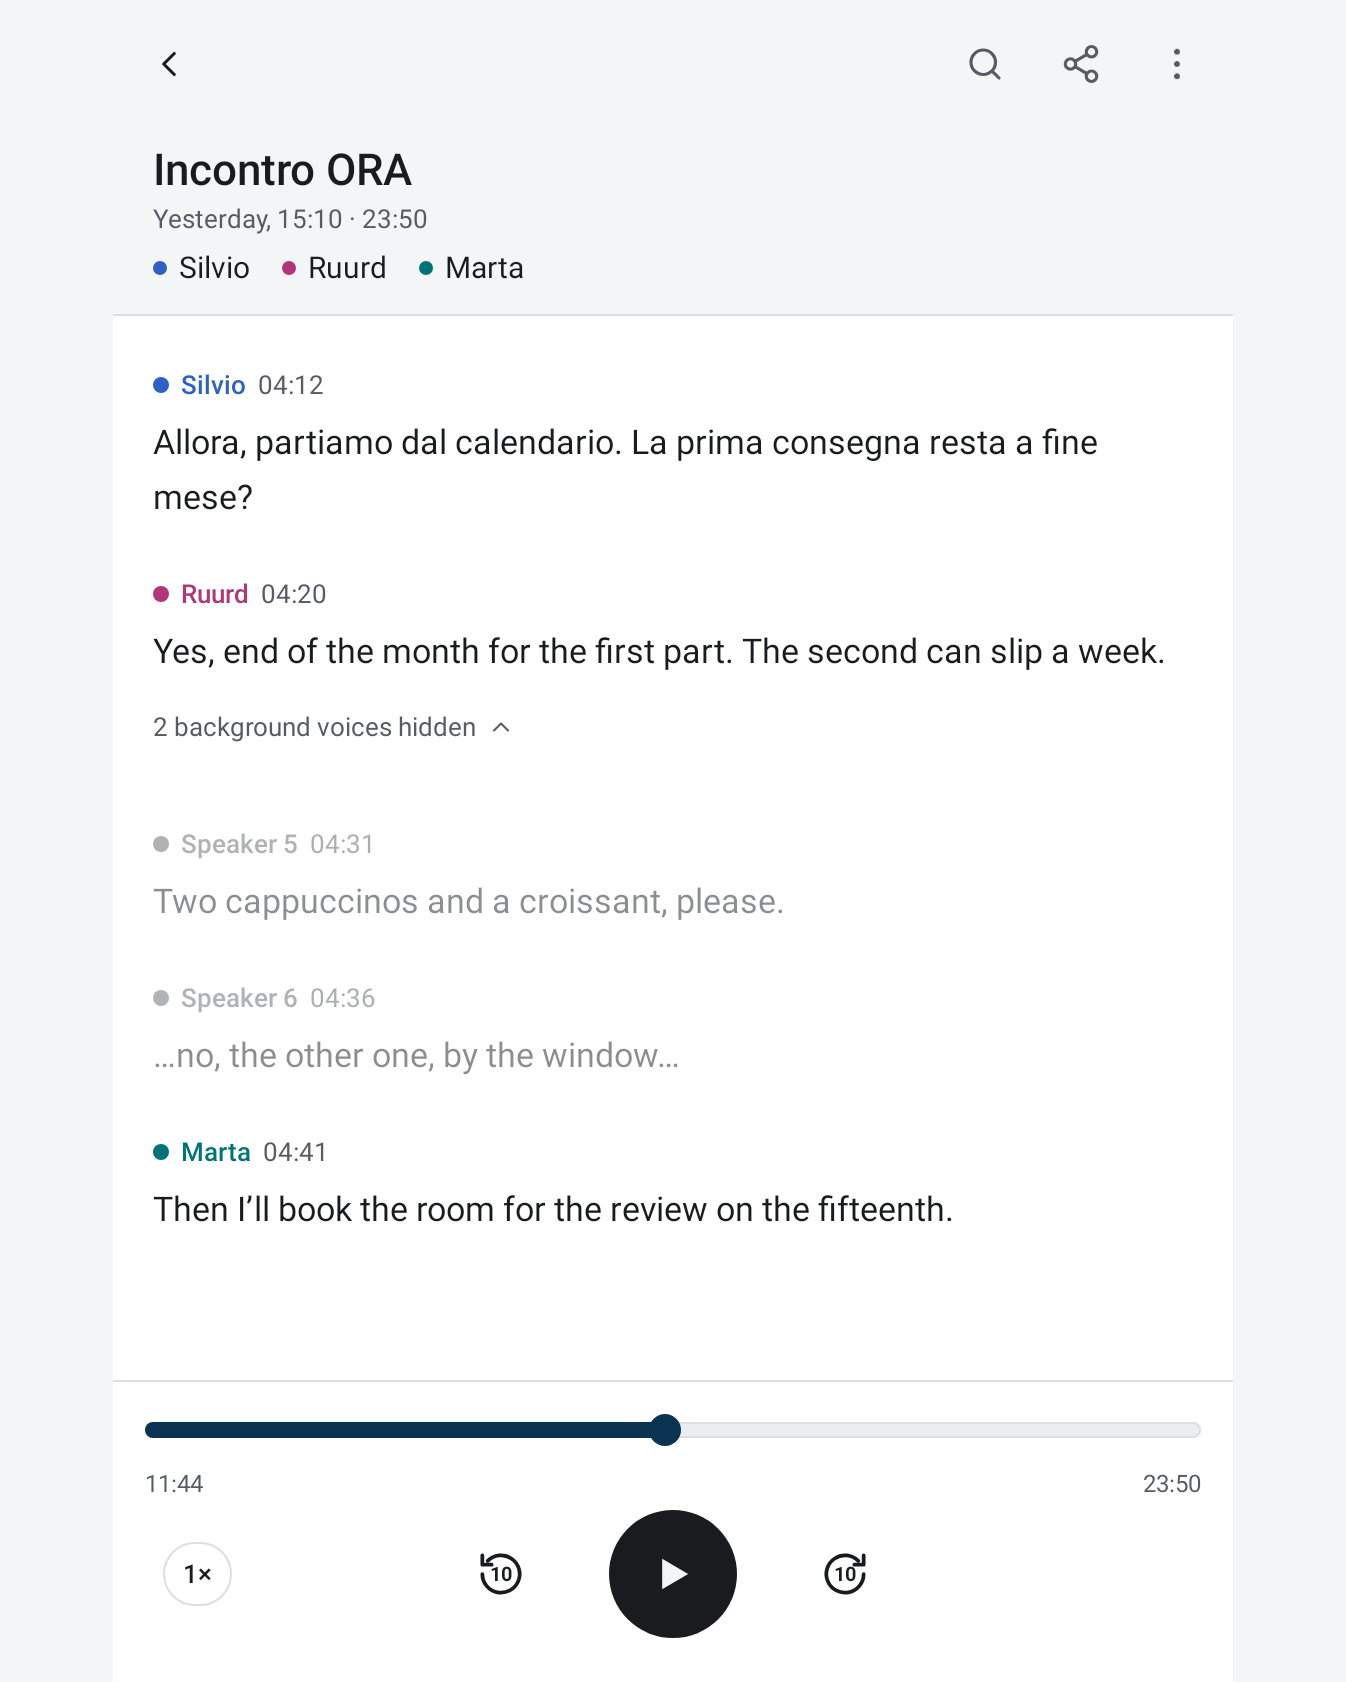 Incontro ORA
Yesterday, 15:10 · 23:50
Silvio Ruurd Marta
Silvio 04:12
Allora, partiamo dal calendario. La prima consegna resta a fine
mese?
Ruurd 04:20
Yes, end of the month for the first part. The second can slip a week.
2 background voices hidden
Speaker 5 04:31
Two cappuccinos and a croissant, please.
Speaker 6 04:36
…no, the other one, by the window…
Marta 04:41
Then I’ll book the room for the review on the fifteenth.
11:44 23:50
1× 10 10